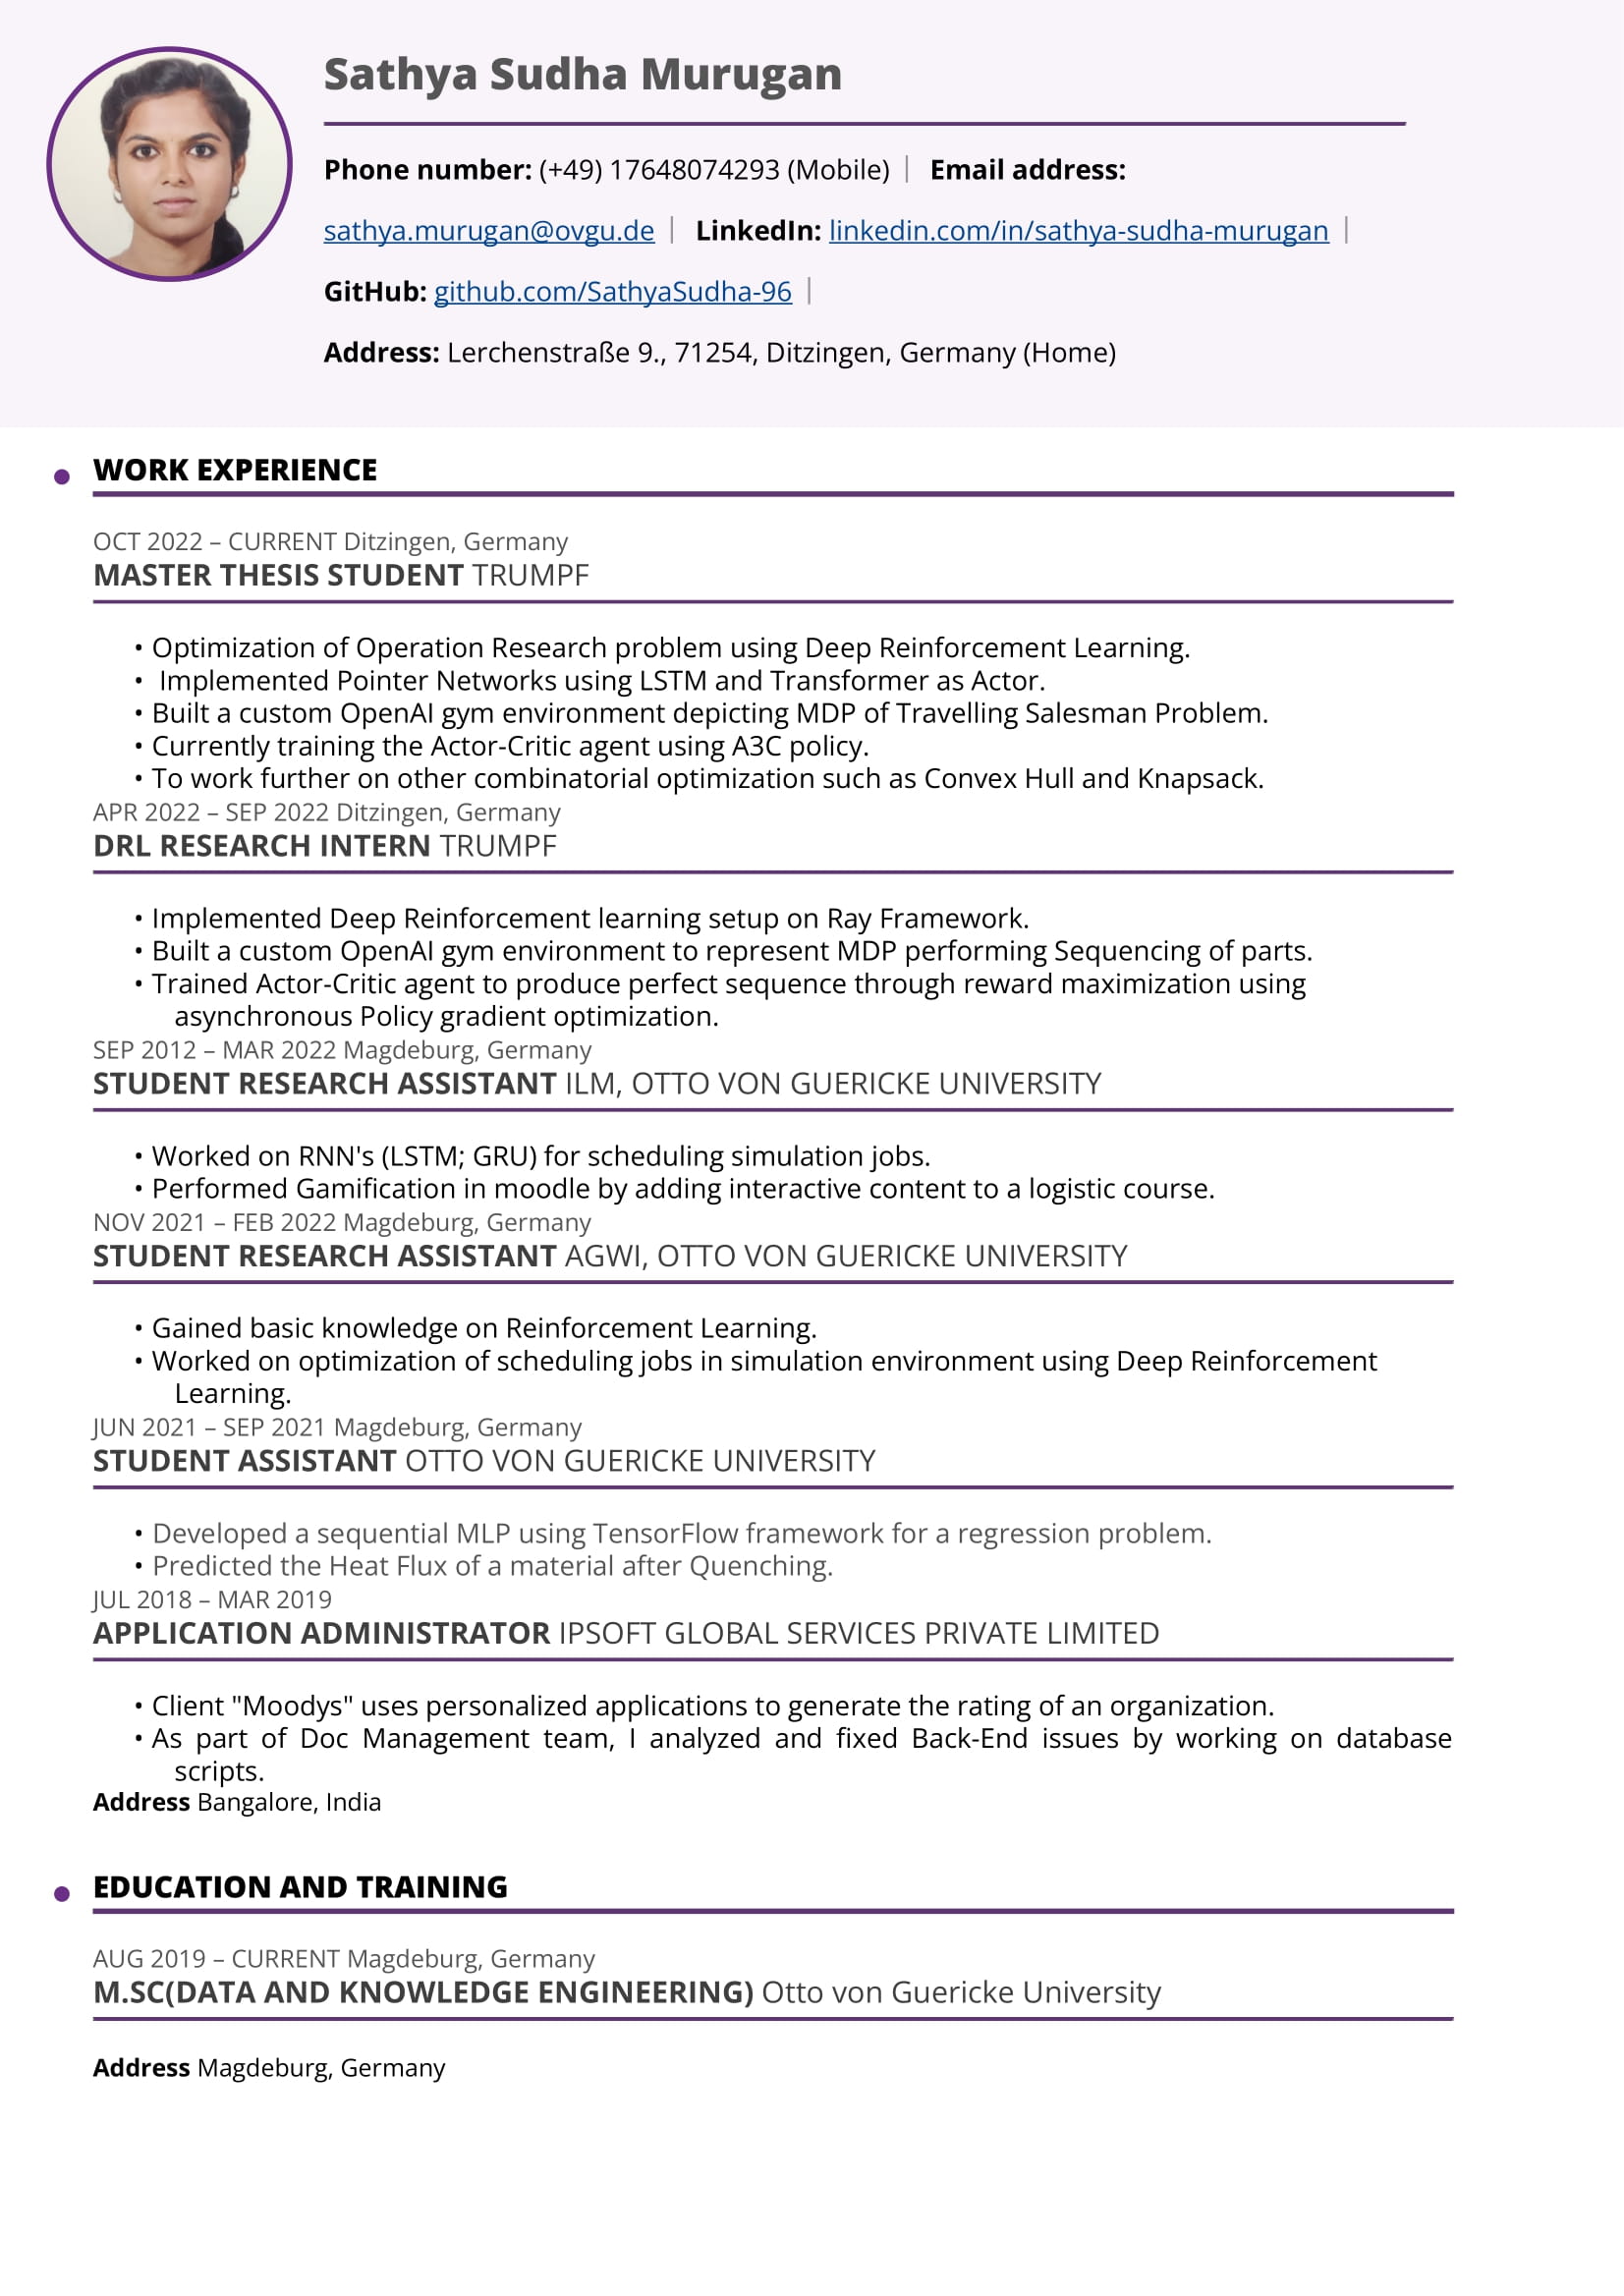 Sathya Sudha Murugan
Phone number: (+49) 17648074293 (Mobile) | Email address:
sathya.murugan@ovgu.de | LinkedIn: linkedin.com/in/sathya-sudha-murugan |
GitHub: github.com/SathyaSudha-96 |
Address: Lerchenstraße 9., 71254, Ditzingen, Germany (Home)
WORK EXPERIENCE
OCT 2022 – CURRENT Ditzingen, Germany
MASTER THESIS STUDENT TRUMPF
• Optimization of Operation Research problem using Deep Reinforcement Learning.
• Implemented Pointer Networks using LSTM and Transformer as Actor.
• Built a custom OpenAI gym environment depicting MDP of Travelling Salesman Problem.
• Currently training the Actor-Critic agent using A3C policy.
• To work further on other combinatorial optimization such as Convex Hull and Knapsack.
APR 2022 – SEP 2022 Ditzingen, Germany
DRL RESEARCH INTERN TRUMPF
• Implemented Deep Reinforcement learning setup on Ray Framework.
• Built a custom OpenAI gym environment to represent MDP performing Sequencing of parts.
• Trained Actor-Critic agent to produce perfect sequence through reward maximization using
asynchronous Policy gradient optimization.
SEP 2012 – MAR 2022 Magdeburg, Germany
STUDENT RESEARCH ASSISTANT ILM, OTTO VON GUERICKE UNIVERSITY
• Worked on RNN's (LSTM; GRU) for scheduling simulation jobs.
• Performed Gamification in moodle by adding interactive content to a logistic course.
NOV 2021 – FEB 2022 Magdeburg, Germany
STUDENT RESEARCH ASSISTANT AGWI, OTTO VON GUERICKE UNIVERSITY
• Gained basic knowledge on Reinforcement Learning.
• Worked on optimization of scheduling jobs in simulation environment using Deep Reinforcement
Learning.
JUN 2021 – SEP 2021 Magdeburg, Germany
STUDENT ASSISTANT OTTO VON GUERICKE UNIVERSITY
• Developed a sequential MLP using TensorFlow framework for a regression problem.
• Predicted the Heat Flux of a material after Quenching.
JUL 2018 – MAR 2019
APPLICATION ADMINISTRATOR IPSOFT GLOBAL SERVICES PRIVATE LIMITED
• Client "Moodys" uses personalized applications to generate the rating of an organization.
• As part of Doc Management team, I analyzed and fixed Back-End issues by working on database
scripts.
Address Bangalore, India
EDUCATION AND TRAINING
AUG 2019 – CURRENT Magdeburg, Germany
M.SC(DATA AND KNOWLEDGE ENGINEERING) Otto von Guericke University
Address Magdeburg, Germany